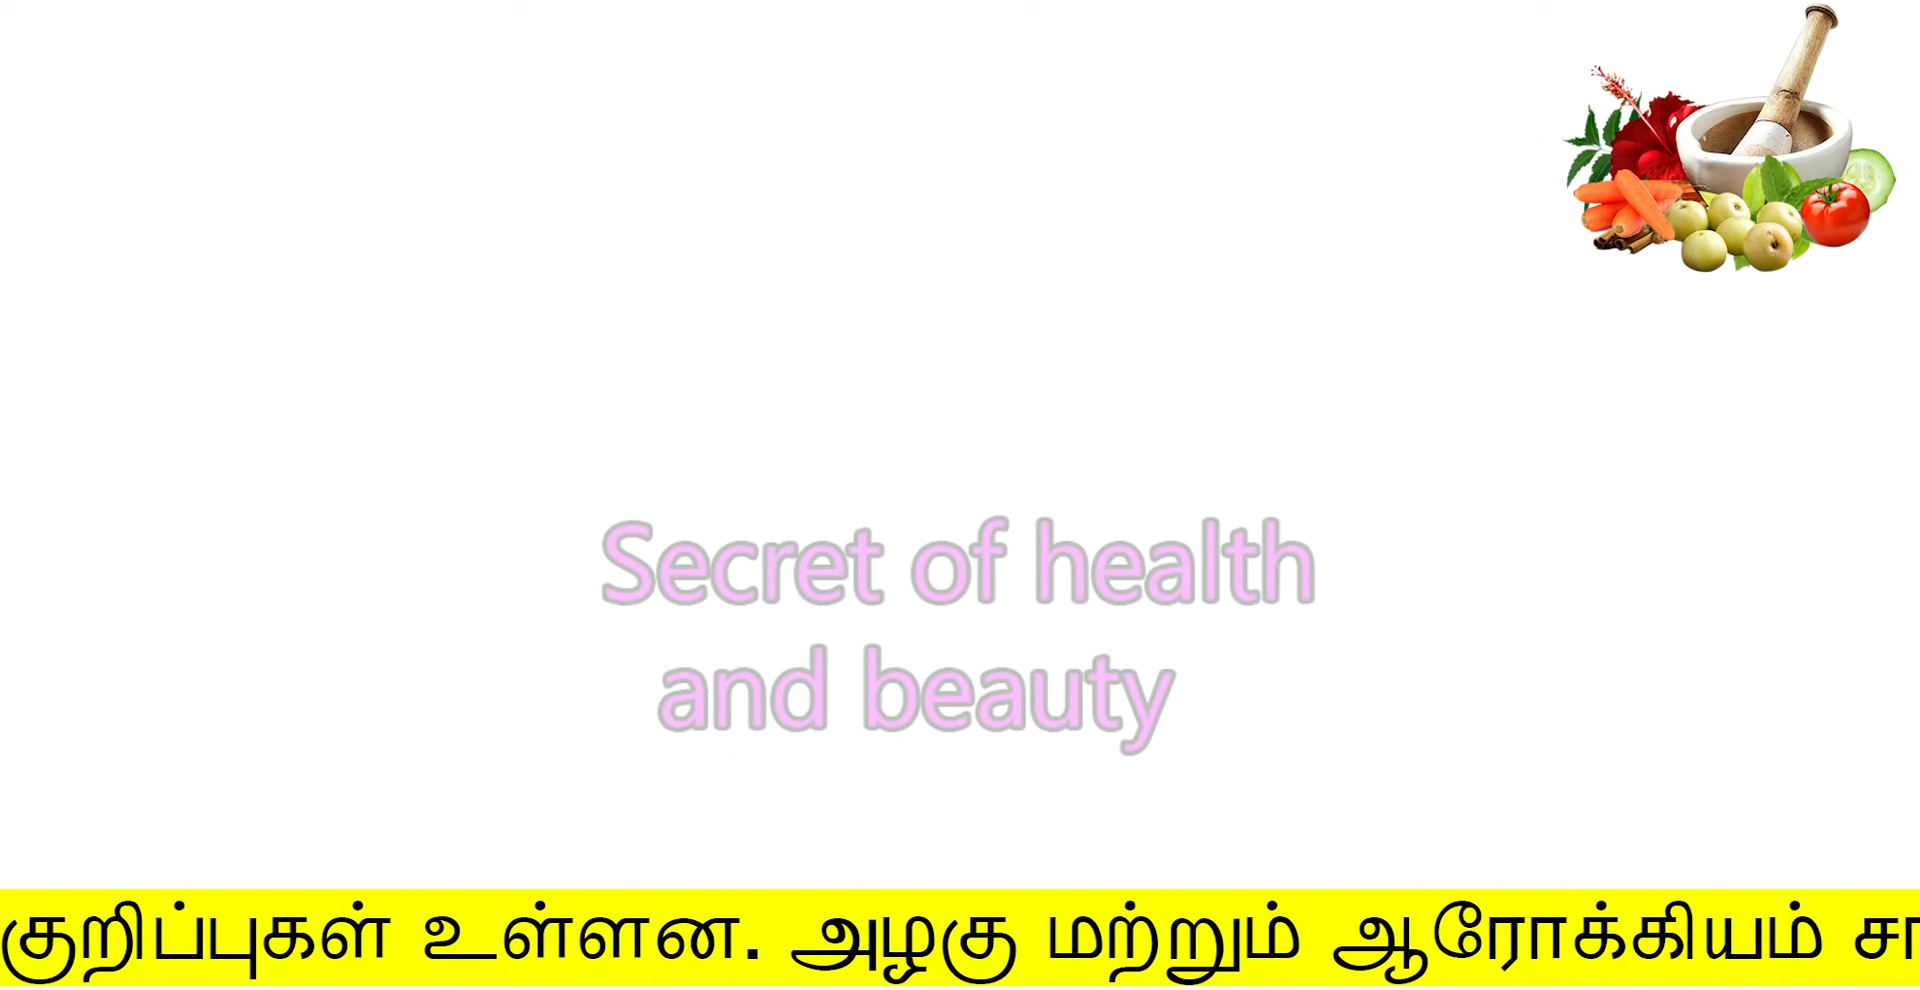 Secret of health
and beauty
குறிப்புகள் உள்ளன. அழகு மற்றும் ஆரோக்கியம்